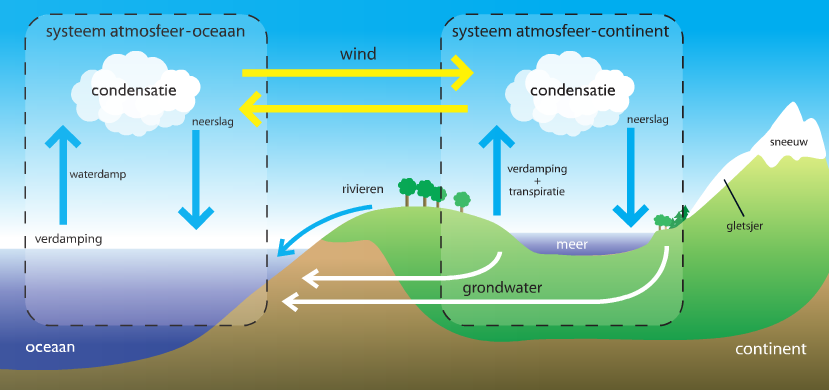 systeem atmosfeer-oceaan
systeem atmosfeer-continent
wind
condensatie
condensatie
neerslag
neerslag
sneeuw
waterdamp
verdamping
+
transpiratie
rivieren
gletsjer
verdamping
meer
grondwater
oceaan
continent